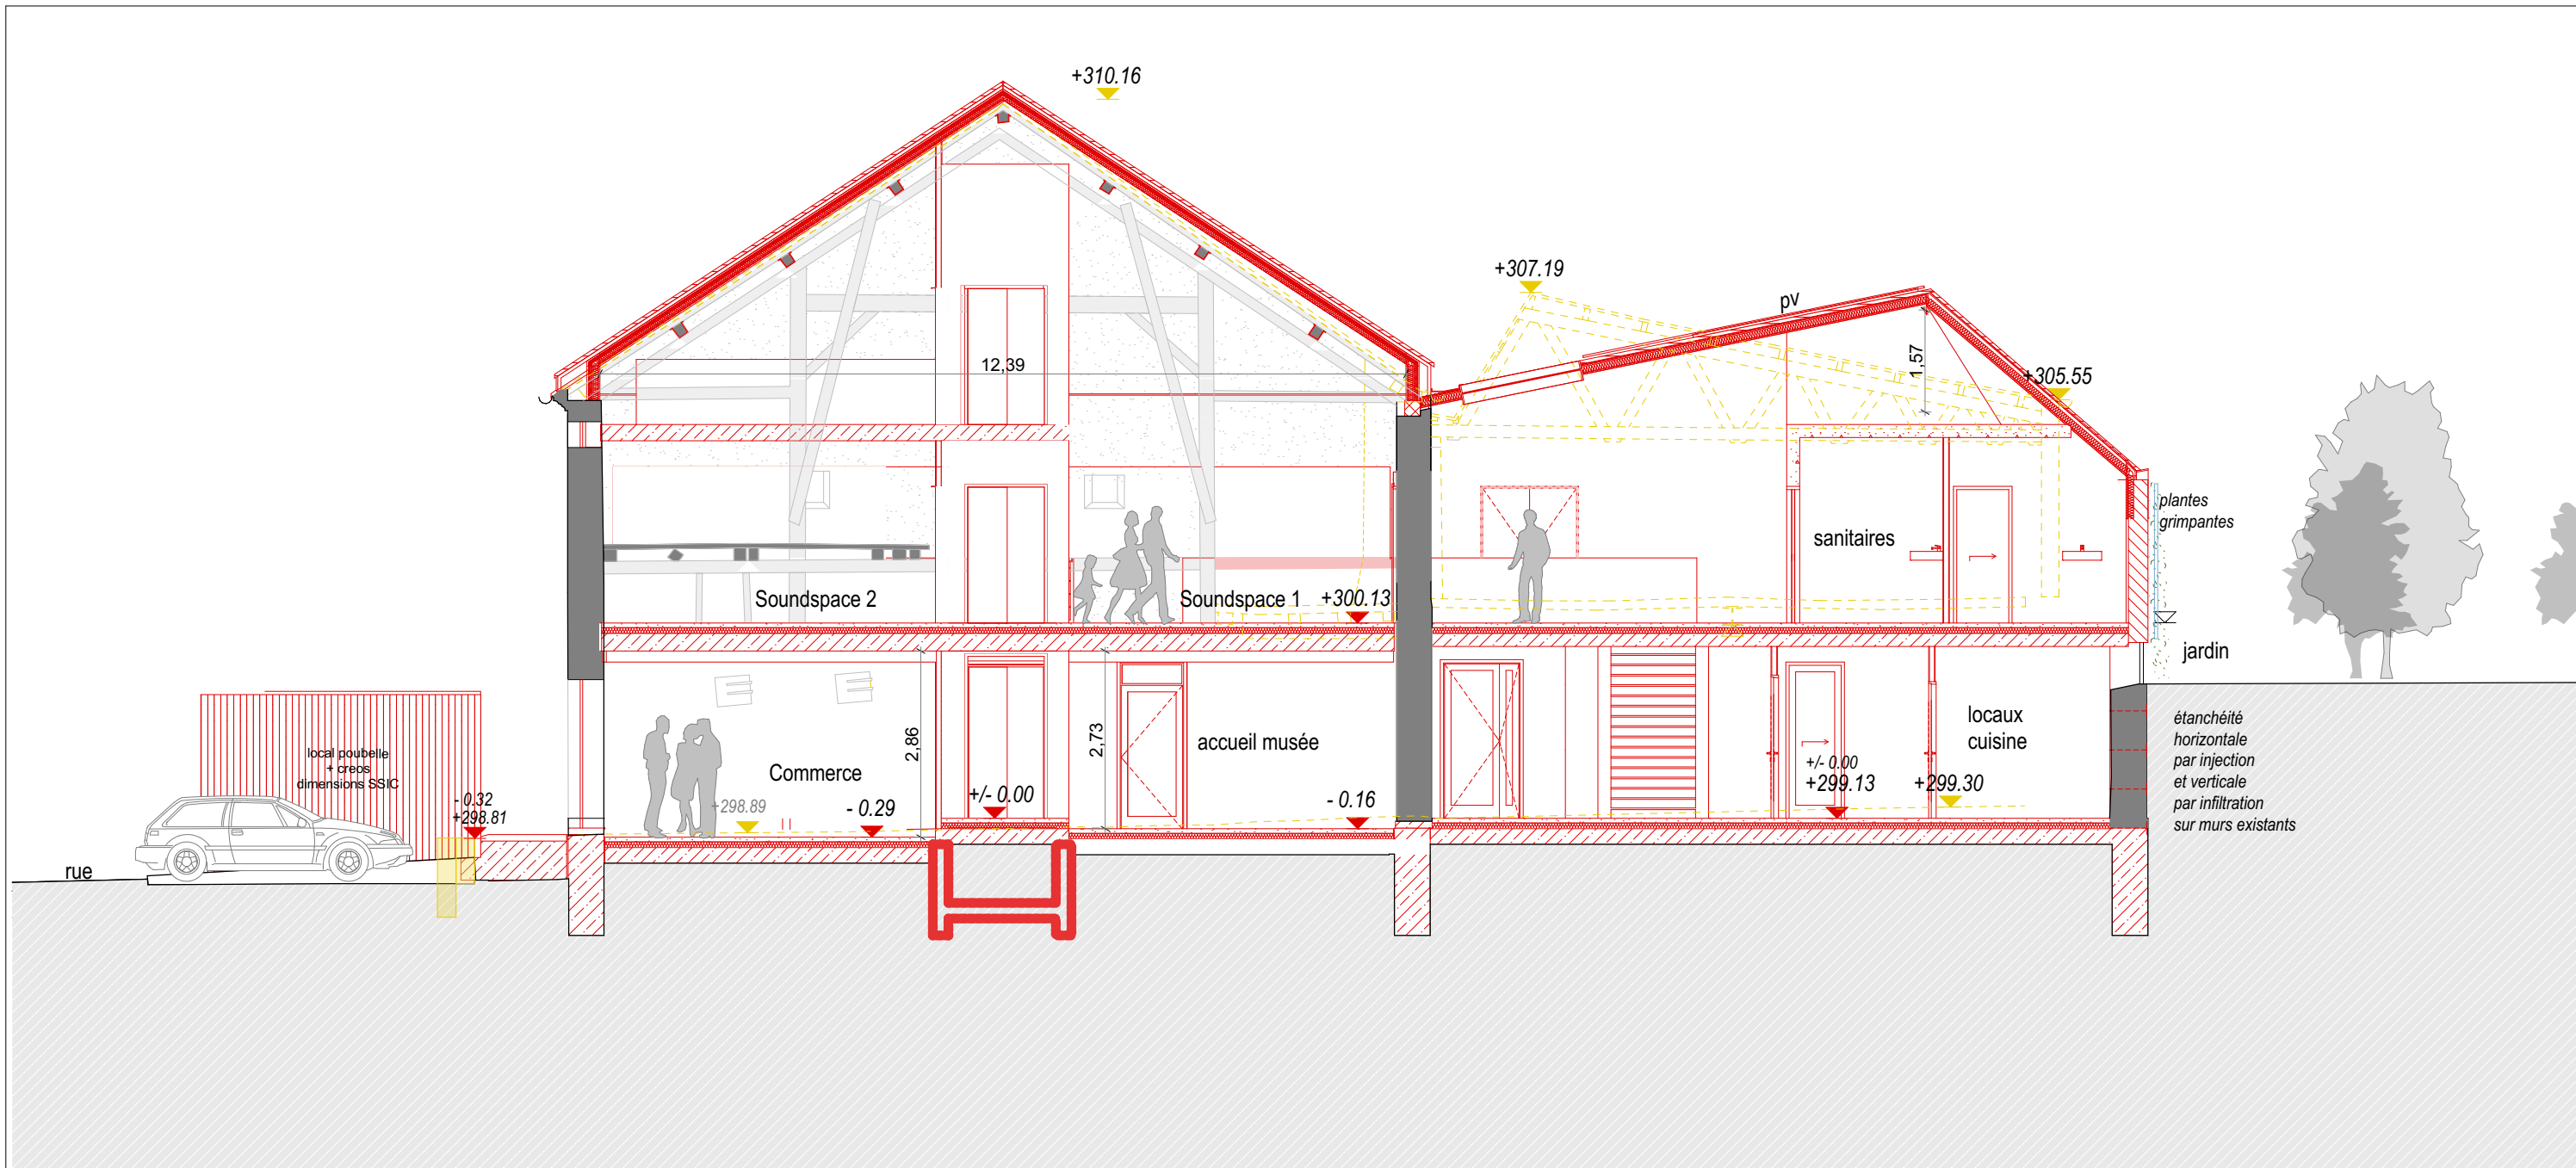 +310.16
+307.19
pv
1,57
+305.55
12,39
plantes
grimpantes
sanitaires
Soundspace 2
Soundspace 1
+300.13
jardin
local poubelle
+ creos
dimensions SSIC
- 0.32
+298.81
rue
Commerce
2,86
+298.89
- 0.29
+/- 0.00
2,73
accueil musée
- 0.16
locaux
cuisine
+/- 0.00
+299.13
+299.30
étanchéité
horizontale
par injection
et verticale
par infiltration
sur murs existants